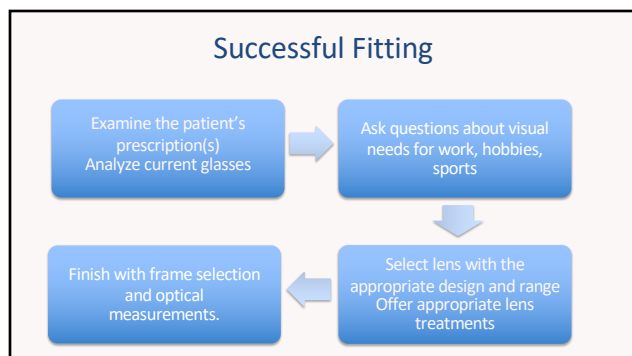 Successful Fitting
Examine the patient's
prescription(s)
Analyze current glasses
Ask questions about visual
needs for work, hobbies,
sports
Select lens with the
appropriate design and range
Offer appropriate lens
treatments
Finish with frame selection
and optical
measurements.